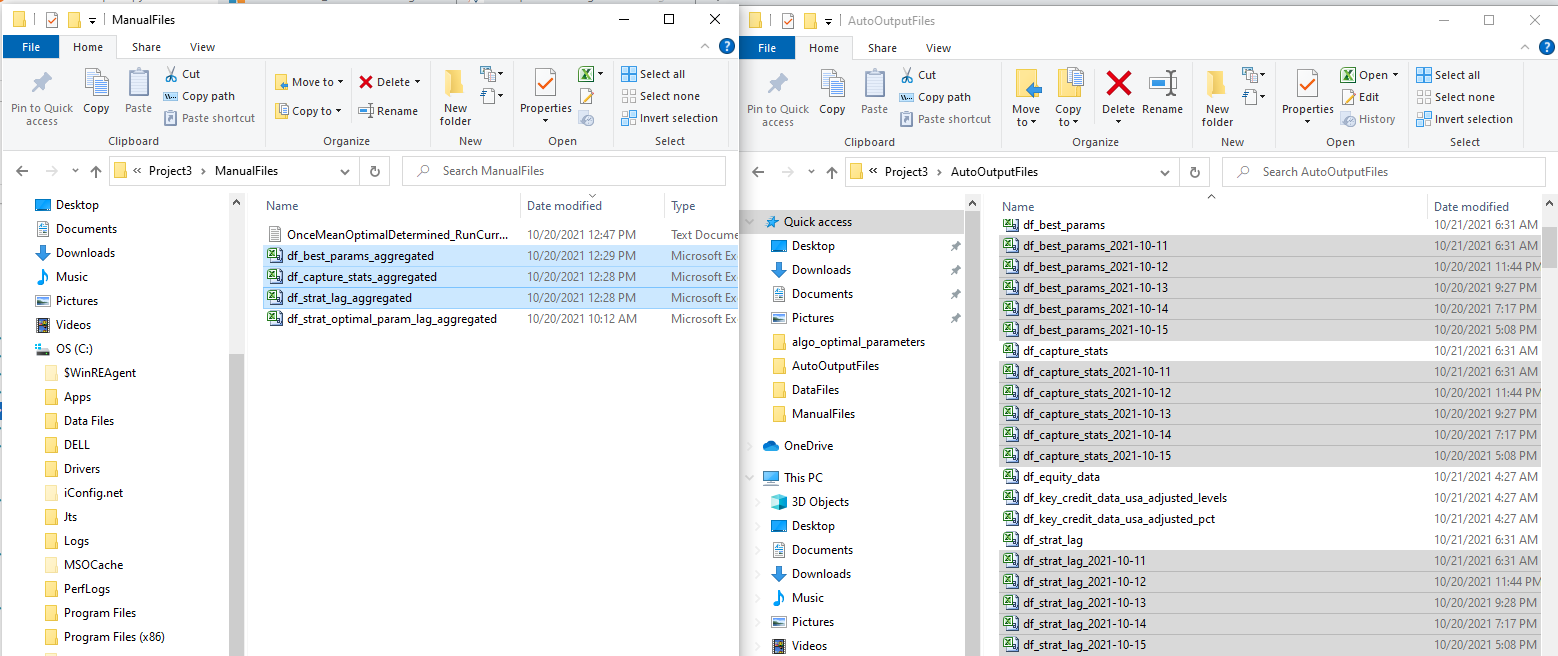 ManualFiles
File Home Share View
Pin to Quick access
Copy
Paste
Cut
Copy path
Paste shortcut
Clipboard
Move to
Copy to
Delete
Rename
Organize
New folder
New
Properties
Open
Select all
Select none
Invert selection
Select
« Project3 > ManualFiles
Search ManualFiles
Desktop
Documents
Downloads
Music
Pictures
Videos
OS (C:)
$WinREAgent
Apps
Data Files
DELL
Drivers
iConfig.net
Jts
Logs
MSOCache
PerfLogs
Program Files
Program Files (x86)
Name Date modified Type
OnceMeanOptimalDetermined_RunCurr... 10/20/2021 12:47 PM Text Docume
df_best_params_aggregated 10/20/2021 12:29 PM Microsoft Ex
df_capture_stats_aggregated 10/20/2021 12:28 PM Microsoft Ex
df_strat_lag_aggregated 10/20/2021 12:28 PM Microsoft Ex
df_strat_optimal_param_lag_aggregated 10/20/2021 10:12 AM Microsoft Ex
AutoOutputFiles
File Home Share View
Pin to Quick access
Copy
Paste
Cut
Copy path
Paste shortcut
Clipboard
Move to
Copy to
Delete
Rename
Organize
New folder
New
Properties
Open
Edit
History
Open
Select all
Select none
Invert selection
Select
« Project3 > AutoOutputFiles
Search AutoOutputFiles
Quick access
Desktop
Downloads
Documents
Pictures
algo_optimal_parameters
AutoOutputFiles
DataFiles
ManualFiles
OneDrive
This PC
3D Objects
Desktop
Documents
Downloads
Music
Pictures
Videos
Name Date modified
df_best_params 10/21/2021 6:31 AM
df_best_params_2021-10-11 10/21/2021 6:31 AM
df_best_params_2021-10-12 10/20/2021 11:44 PM
df_best_params_2021-10-13 10/20/2021 9:27 PM
df_best_params_2021-10-14 10/20/2021 7:17 PM
df_best_params_2021-10-15 10/20/2021 5:08 PM
df_capture_stats 10/21/2021 6:31 AM
df_capture_stats_2021-10-11 10/21/2021 6:31 AM
df_capture_stats_2021-10-12 10/20/2021 11:44 PM
df_capture_stats_2021-10-13 10/20/2021 9:27 PM
df_capture_stats_2021-10-14 10/20/2021 7:17 PM
df_capture_stats_2021-10-15 10/20/2021 5:08 PM
df_equity_data 10/21/2021 4:27 AM
df_key_credit_data_usa_adjusted_levels 10/21/2021 4:27 AM
df_key_credit_data_usa_adjusted_pct 10/21/2021 4:27 AM
df_strat_lag 10/21/2021 6:31 AM
df_strat_lag_2021-10-11 10/21/2021 6:31 AM
df_strat_lag_2021-10-12 10/20/2021 11:44 PM
df_strat_lag_2021-10-13 10/20/2021 9:28 PM
df_strat_lag_2021-10-14 10/20/2021 7:17 PM
df_strat_lag_2021-10-15 10/20/2021 5:08 PM